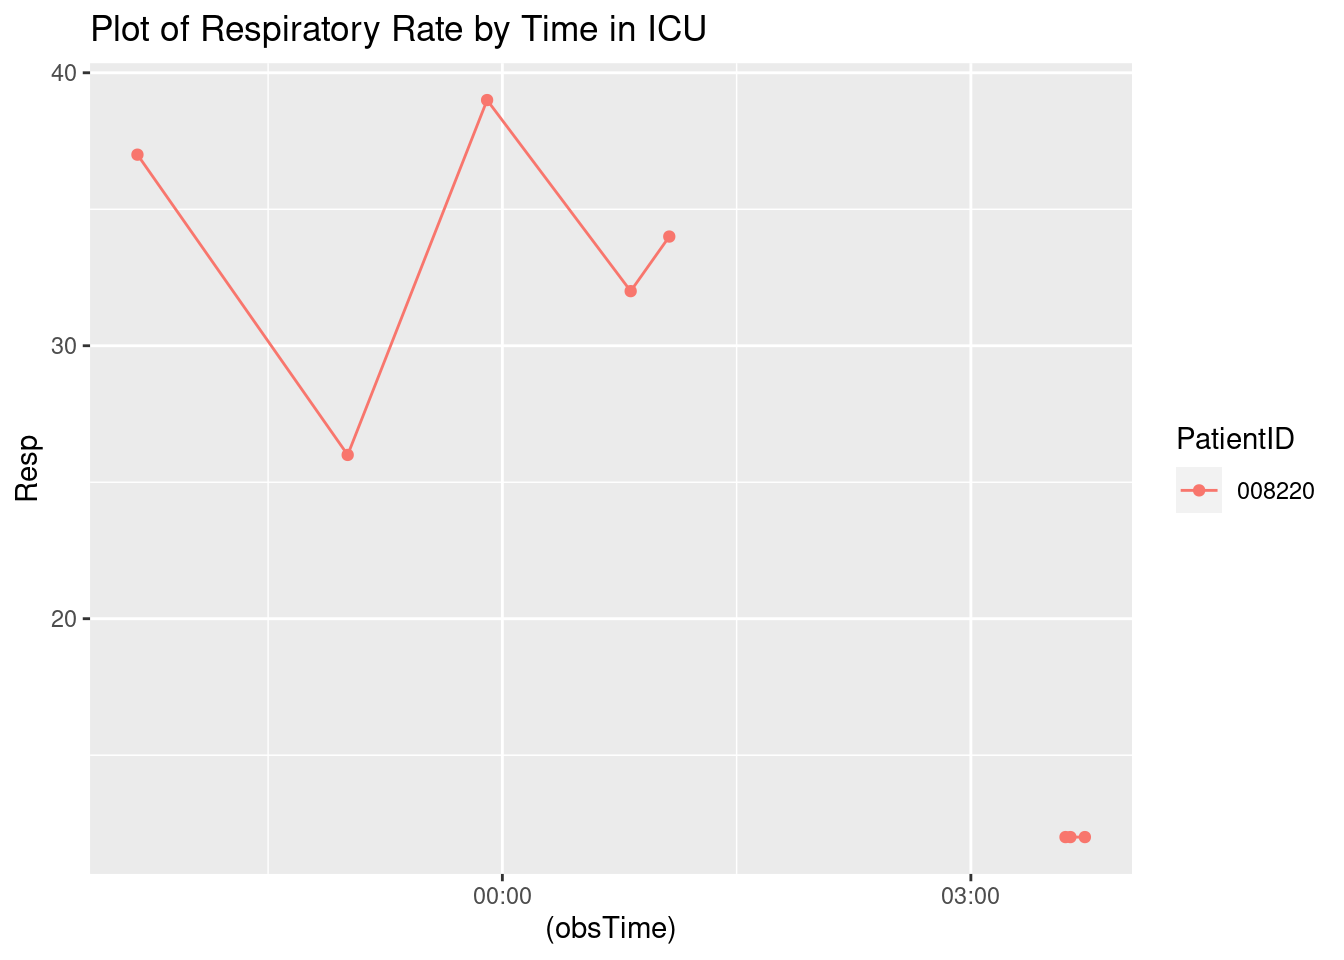 Plot of Respiratory Rate by Time in ICU
40
30
20
Resp
00:00
03:00
(obsTime)
PatientID
008220